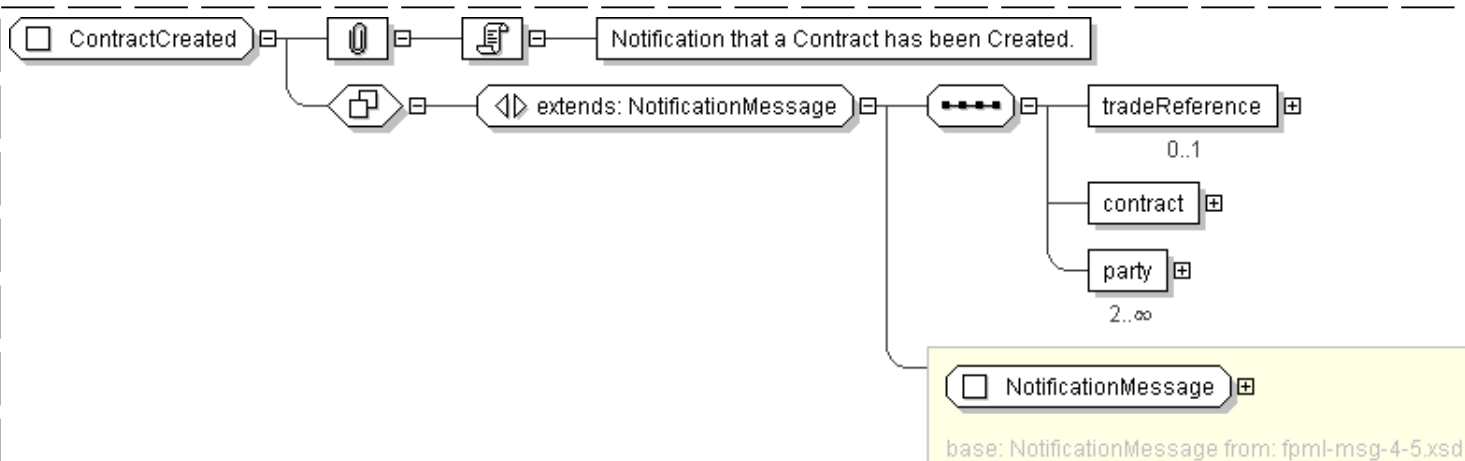 ContractCreated
Notification that a Contract has been Created.
extends: NotificationMessage
tradeReference
0..1
contract
party
2..∞
NotificationMessage
base: NotificationMessage from: fpml-msg-4-5.xsd